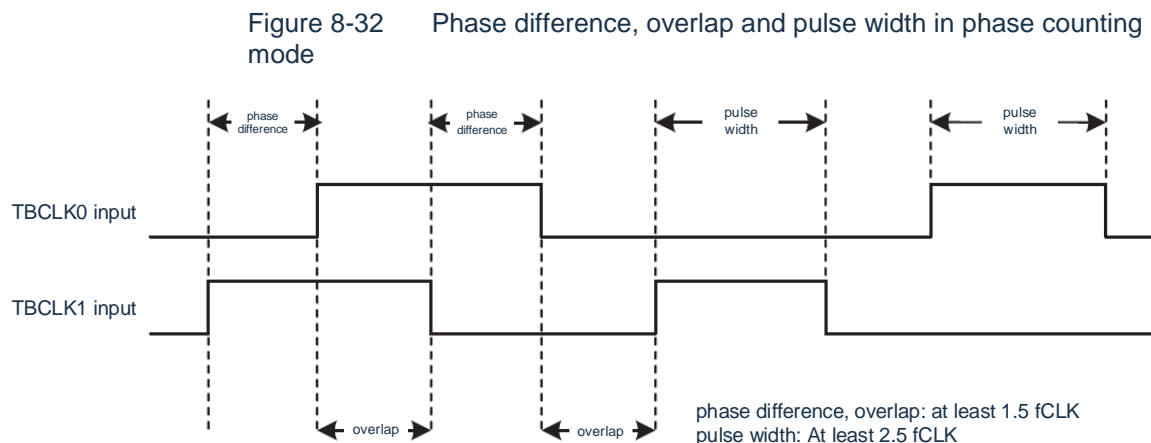 Figure 8-32 Phase difference, overlap and pulse width in phase counting
mode
phase
difference
phase
difference
pulse
width
pulse
width
TBCLK0 input
TBCLK1 input
overlap
overlap
phase difference, overlap: at least 1.5 fCLK
pulse width: At least 2.5 fCLK